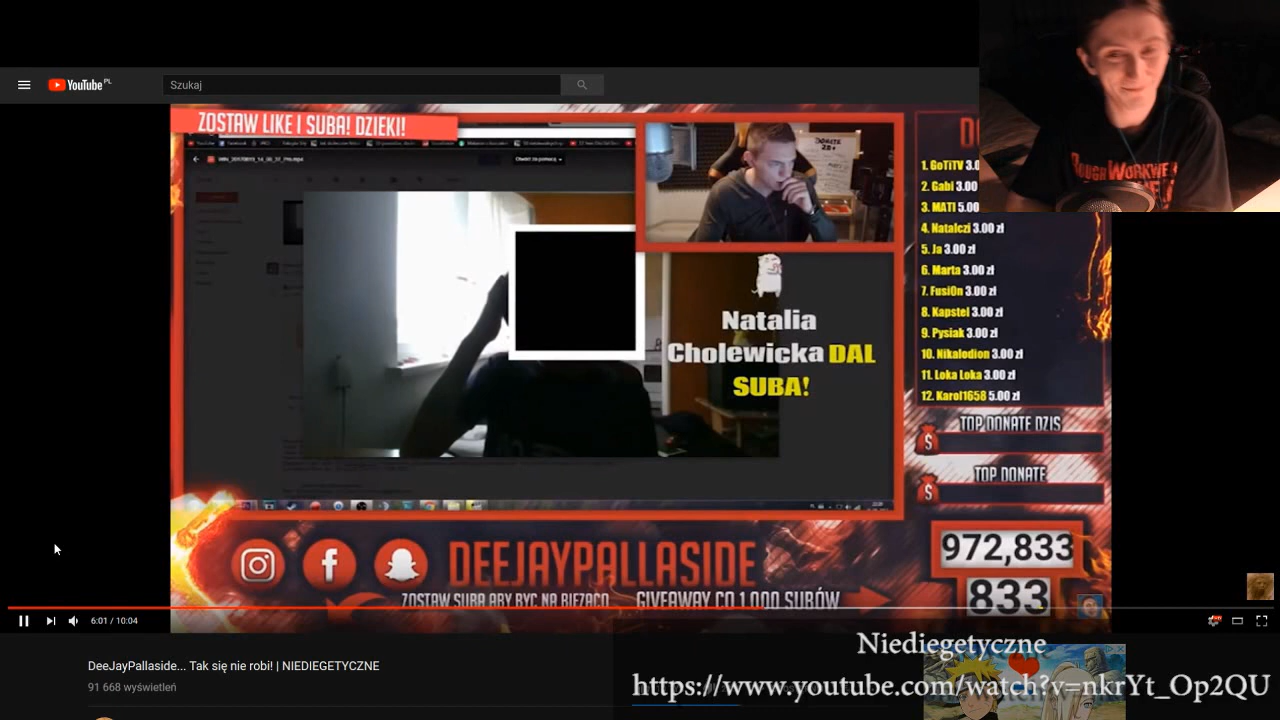 YouTube PL
Szukaj
ZOSTAW LIKE I SUBA! DZIEKI!
DONATE
1. GoTiTV 3.0
2. Gabi 3.00
3. MATI 5.00
4. Natalczi 3.00 zł
5. Ja 3.00 zł
6. Marta 3.00 zł
7. Fusi0n 3.00 zł
8. Kapstel 3.00 zł
9. Pysiak 3.00 zł
10. Nikalodion 3.00 zł
11. Loka Loka 3.00 zł
12. Karol1658 5.00 zł
Natalia
Cholewicka DAL
SUBA!
TOP DONATE DZIS
TOP DONATE
DEEJAYPALLASIDE
ZOSTAW SUBA ABY BYC NA BIEZACO
GIVEAWAY CO 1 000 SUBÓW
972,833
833
6:01 / 10:04
DeeJayPallaside... Tak się nie robi! | NIEDIEGETYCZNE
91 668 wyświetleń
Niediegetyczne
https://www.youtube.com/watch?v=nkrYt_Op2QU